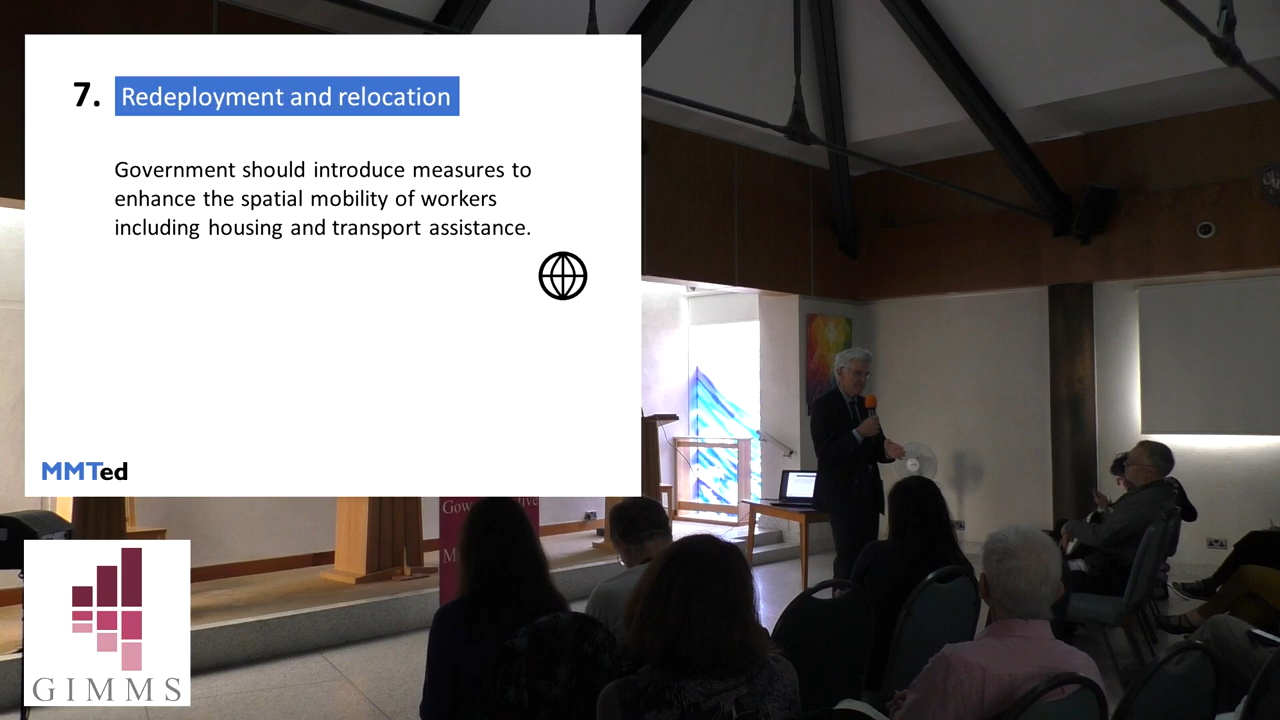 7. Redeployment and relocation
Government should introduce measures to
enhance the spatial mobility of workers
including housing and transport assistance.
MMTed
GIMMS